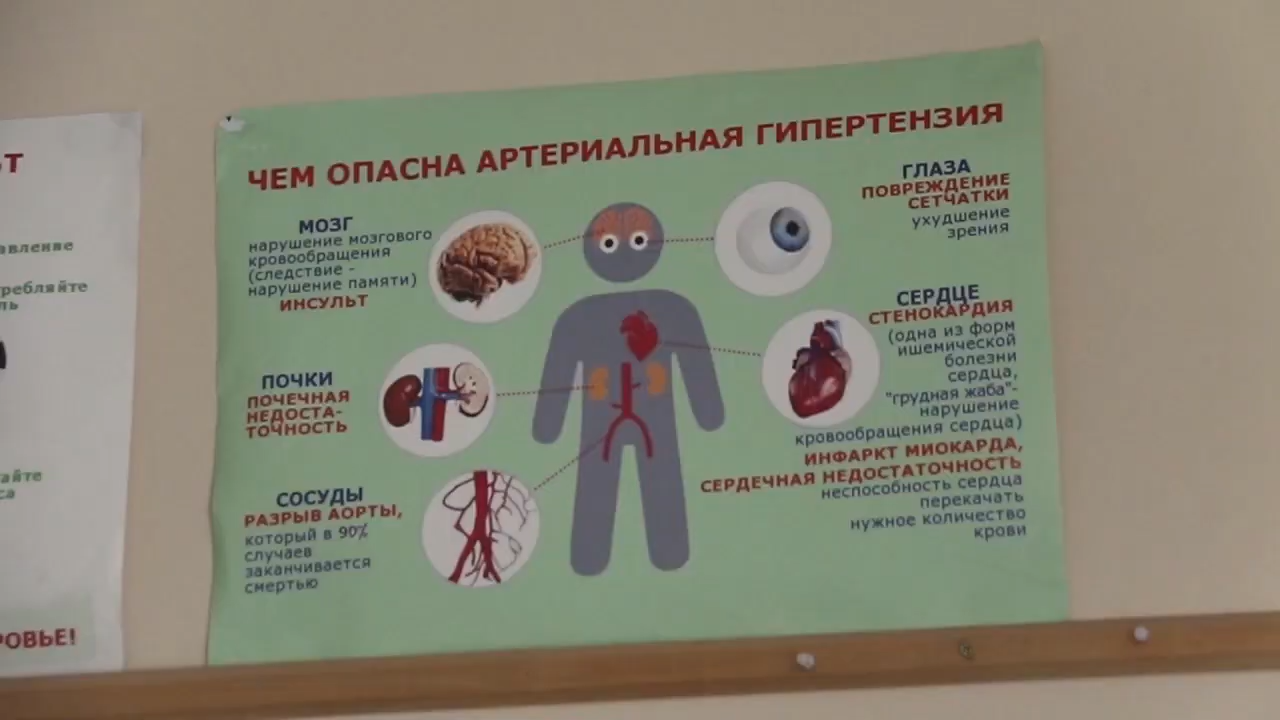 ЧЕМ ОПАСНА АРТЕРИАЛЬНАЯ ГИПЕРТЕНЗИЯ
МОЗГ
нарушение мозгового
кровообращения
(следствие -
нарушение памяти)
ИНСУЛЬТ
ПОЧКИ
ПОЧЕЧНАЯ
НЕДОСТА-
ТОЧНОСТЬ
СОСУДЫ
РАЗРЫВ АОРТЫ,
который в 90%
случаев
заканчивается
смертью
ГЛАЗА
ПОВРЕЖДЕНИЕ
СЕТЧАТКИ
ухудшение
зрения
СЕРДЦЕ
СТЕНОКАРДИЯ
(одна из форм
ишемической
болезни
сердца,
"грудная жаба"-
нарушение
кровообращения сердца)
ИНФАРКТ МИОКАРДА,
СЕРДЕЧНАЯ НЕДОСТАТОЧНОСТЬ
неспособность сердца
перекачать
нужное количество
крови